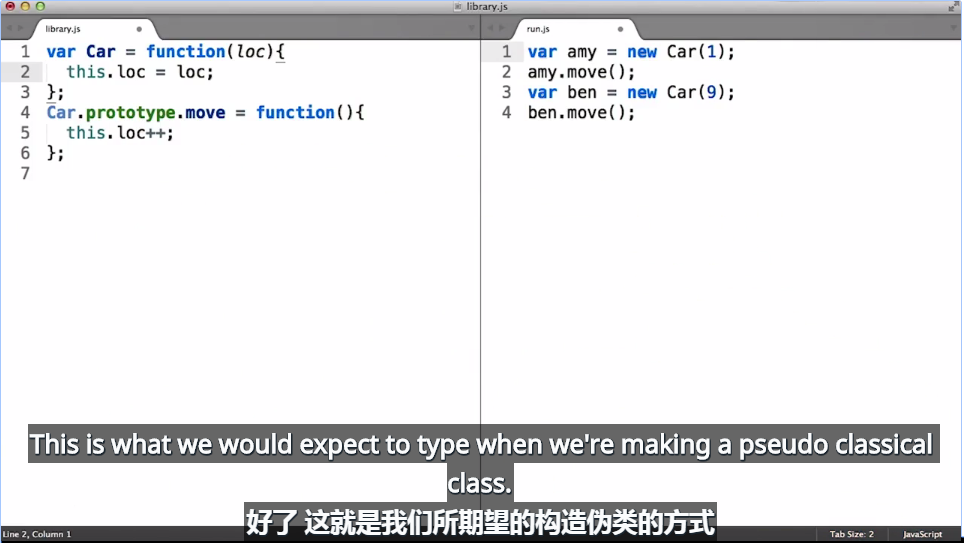 library.js
library.js
1 var Car = function(loc){
2   this.loc = loc;
3 };
4 Car.prototype.move = function(){
5   this.loc++;
6 };
7
run.js
1 var amy = new Car(1);
2 amy.move();
3 var ben = new Car(9);
4 ben.move();
This is what we would expect to type when we're making a pseudo classical
class.
好了 这就是我们所期望的构造伪类的方式
Line 2, Column 1
Tab Size: 2
JavaScript